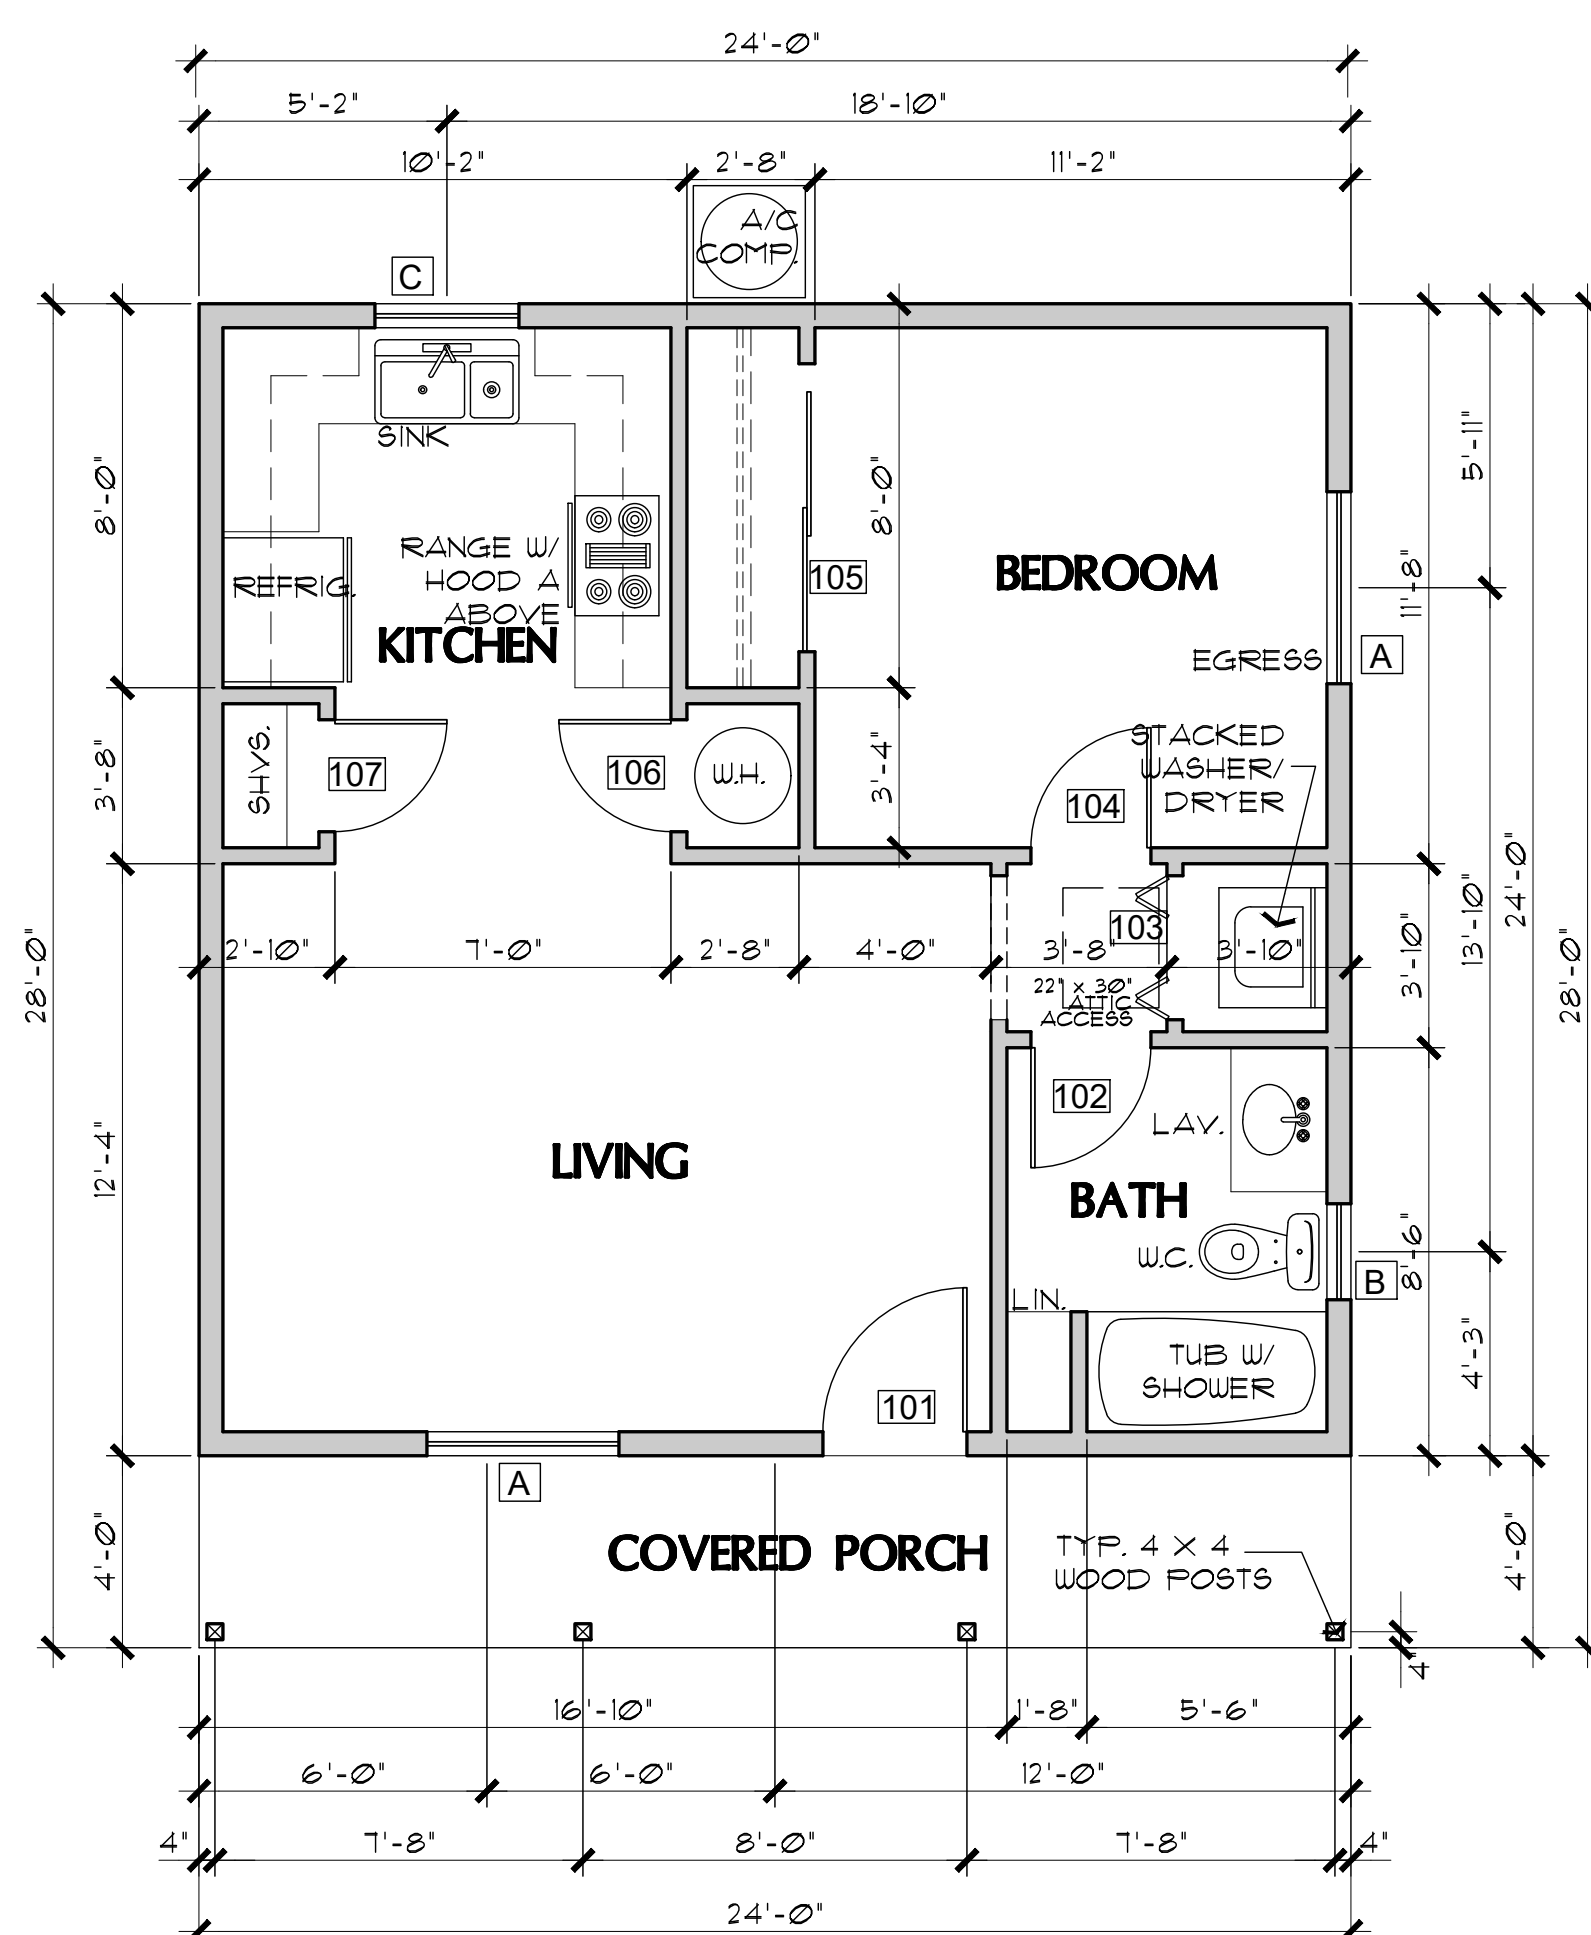 24'-0"
5'-2" 18'-10"
10'-2" 2'-8" 11'-2"
A/C
COMP.
C
SINK
5'-11"
8'-0"
8'-0"
RANGE W/
HOOD A
ABOVE
REFRIG.
KITCHEN
105
BEDROOM
11'-8"
EGRESS
A
SHVS.
107
106
W.H.
3'-8"
3'-4"
STACKED
WASHER/
DRYER
104
24'-0"
13'-10"
28'-0"
28'-0"
103
2'-10" 7'-0" 2'-8" 4'-0" 3'-8" 3'-10"
3'-10"
22" x 30"
ATTIC
ACCESS
102
LAV.
12'-4"
LIVING
BATH
W.C.
B
8'-6"
LIN.
TUB W/
SHOWER
4'-3"
101
A
4'-0"
COVERED PORCH
TYP. 4 X 4
WOOD POSTS
4'-0"
4"
16'-10" 1'-8" 5'-6"
6'-0" 6'-0" 12'-0"
4" 7'-8" 8'-0" 7'-8" 4"
24'-0"